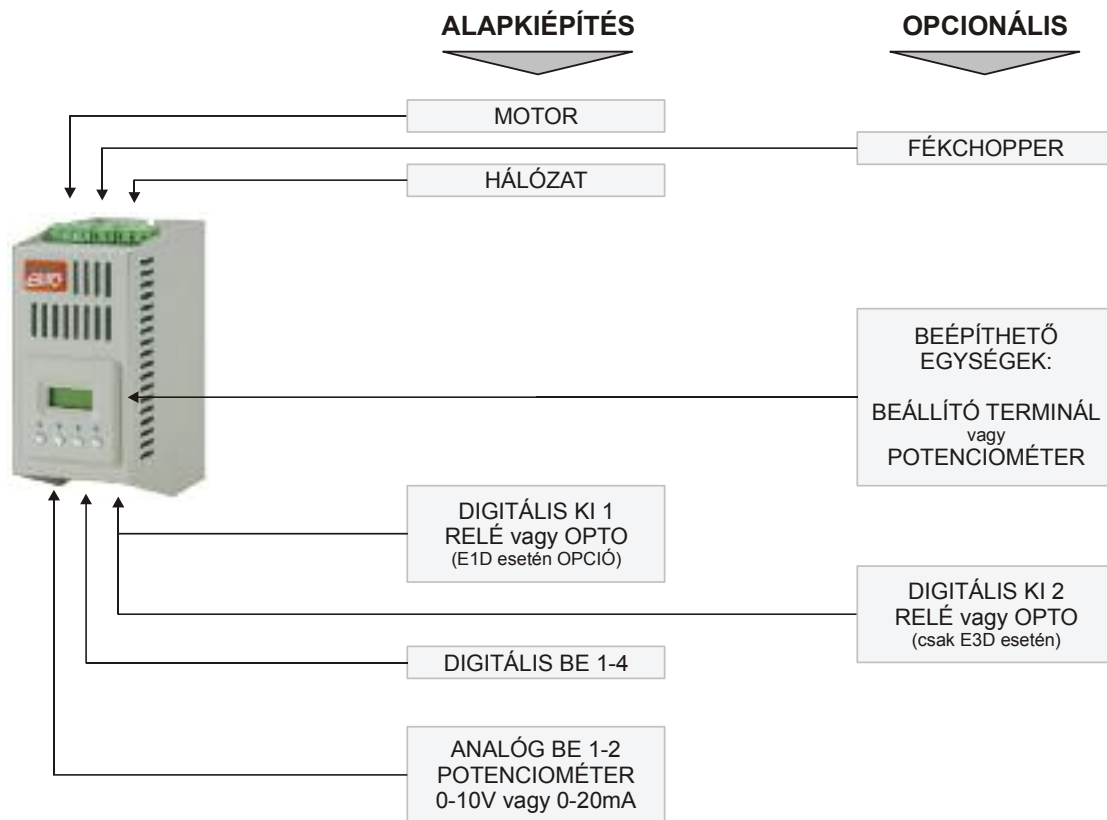 ALAPKIÉPÍTÉS
OPCIONÁLIS
MOTOR
FÉKCHOPPER
HÁLÓZAT
BEÉPÍTHETŐ
EGYSÉGEK:
BEÁLLÍTÓ TERMINÁL
vagy
POTENCIOMÉTER
DIGITÁLIS KI 1
RELÉ vagy OPTO
(E1D esetén OPCIÓ)
DIGITÁLIS KI 2
RELÉ vagy OPTO
(csak E3D esetén)
DIGITÁLIS BE 1-4
ANALÓG BE 1-2
POTENCIOMÉTER
0-10V vagy 0-20mA